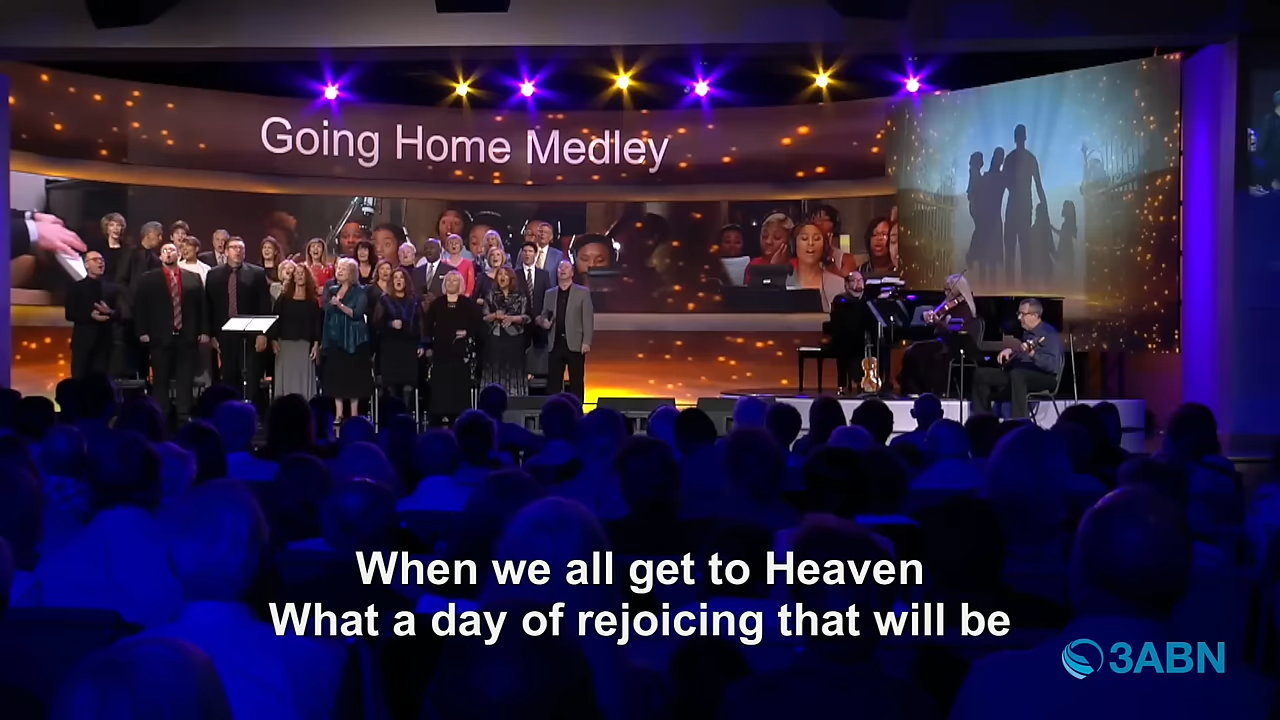 Going Home Medley
When we all get to Heaven
What a day of rejoicing that will be
3ABN